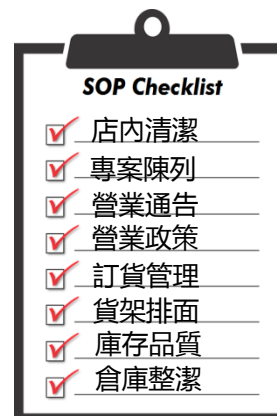 SOP Checklist
店內清潔
專案陳列
營業通告
營業政策
訂貨管理
貨架排面
庫存品質
倉庫整潔